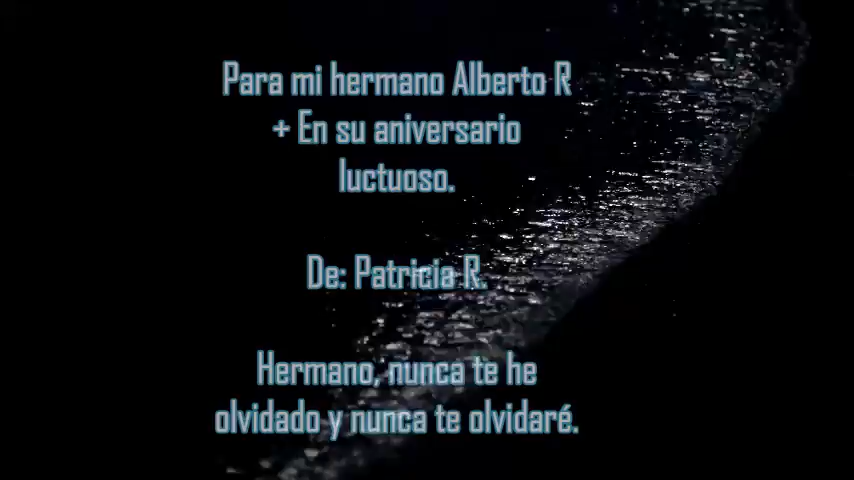 Para mi hermano Alberto R
+ En su aniversario
luctuoso.
De: Patricia R.
Hermano, nunca te he
olvidado y nunca te olvidaré.